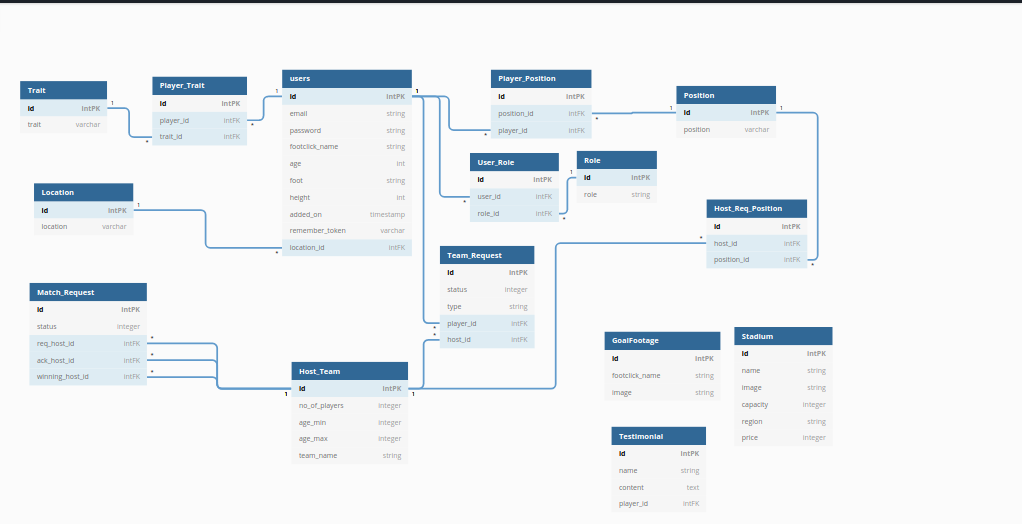 Trait
id IntPK
trait varchar
Player_Trait
id IntPK
player_id intFK
trait_id intFK
users
id IntPK
email string
password string
footclick_name string
age int
foot string
height int
added_on timestamp
remember_token varchar
location_id intFK
Player_Position
id IntPK
position_id intFK
player_id intFK
Position
id IntPK
position varchar
User_Role
id IntPK
user_id intFK
role_id intFK
Role
id IntPK
role string
Location
id IntPK
location varchar
Host_Req_Position
id IntPK
host_id intFK
position_id intFK
Team_Request
id IntPK
status integer
type string
player_id intFK
host_id intFK
Match_Request
id IntPK
status integer
req_host_id intFK
ack_host_id intFK
winning_host_id intFK
Host_Team
id IntPK
no_of_players integer
age_min integer
age_max integer
team_name string
GoalFootage
id IntPK
footclick_name string
image string
Stadium
id IntPK
name string
image string
capacity integer
region string
price integer
Testimonial
id IntPK
name string
content text
player_id intFK
1
*
*
1
1
*
*
1
1
*
1
*
1
*
*
*
*
*
*
*
1
1